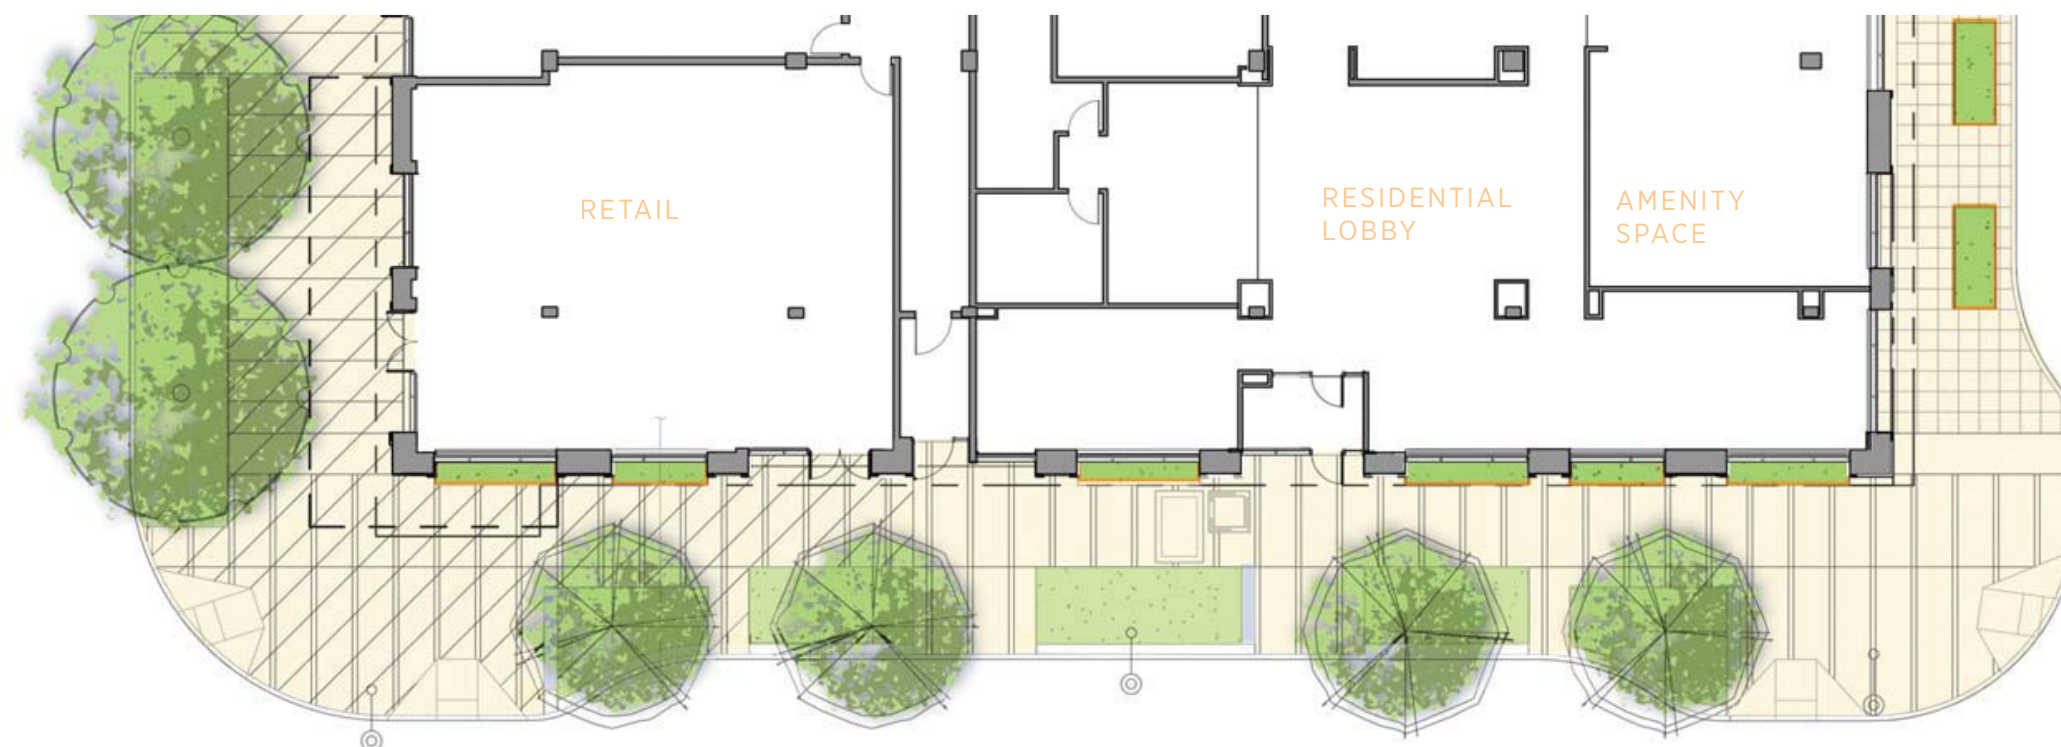 RETAIL
RESIDENTIAL
LOBBY
AMENITY
SPACE